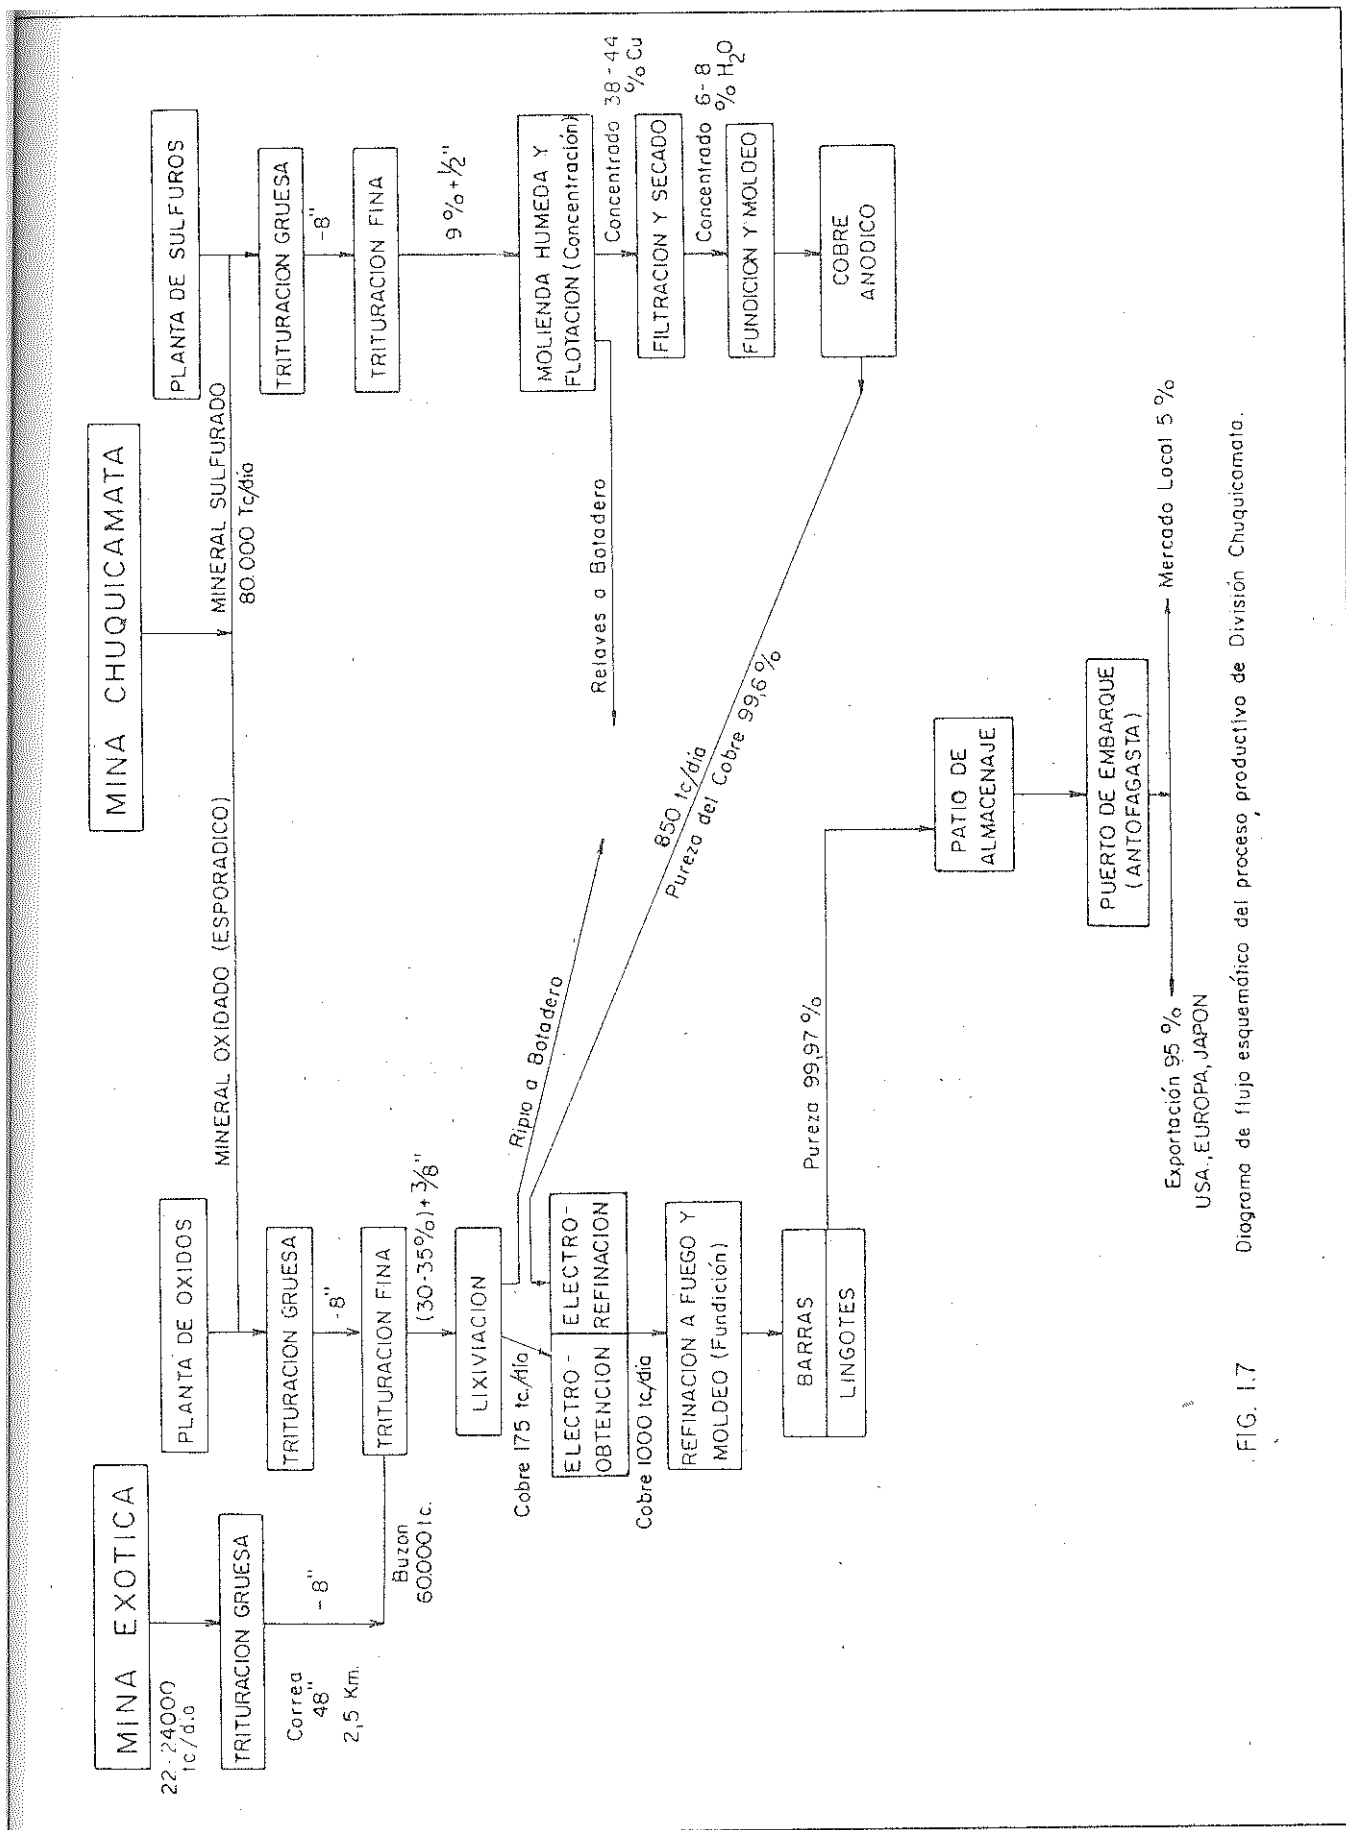 MINA EXOTICA
22-24000
tc/d.a
TRITURACION GRUESA
Correa
48"
2,5 Km.
-8"
Buzon
60.000 tc.
MINA CHUQUICAMATA
MINERAL OXIDADO (ESPORADICO)
MINERAL SULFURADO
80.000 Tc/día
PLANTA DE OXIDOS
TRITURACION GRUESA
-8"
TRITURACION FINA
(30-35%)+3/8"
LIXIVIACION
Cobre 175 tc./día
Ripio a Botadero
ELECTRO-
OBTENCION
ELECTRO-
REFINACION
Cobre 1000 tc/día
REFINACION A FUEGO Y
MOLDEO (Fundición)
BARRAS
LINGOTES
Pureza 99,97 %
PLANTA DE SULFUROS
TRITURACION GRUESA
-8"
TRITURACION FINA
9 % + 1/2"
MOLIENDA HUMEDA Y
FLOTACION (Concentración)
Relaves a Botadero
Concentrado 38-44
% Cu
FILTRACION Y SECADO
Concentrado 6-8
% H2O
FUNDICION Y MOLDEO
COBRE
ANODICO
850 tc/día
Pureza del Cobre 99,6 %
PATIO DE
ALMACENAJE
PUERTO DE EMBARQUE
(ANTOFAGASTA)
Exportación 95 %
USA., EUROPA, JAPON
Mercado Local 5 %
FIG. 1.7 Diagrama de flujo esquemático del proceso productivo de División Chuquicamata.